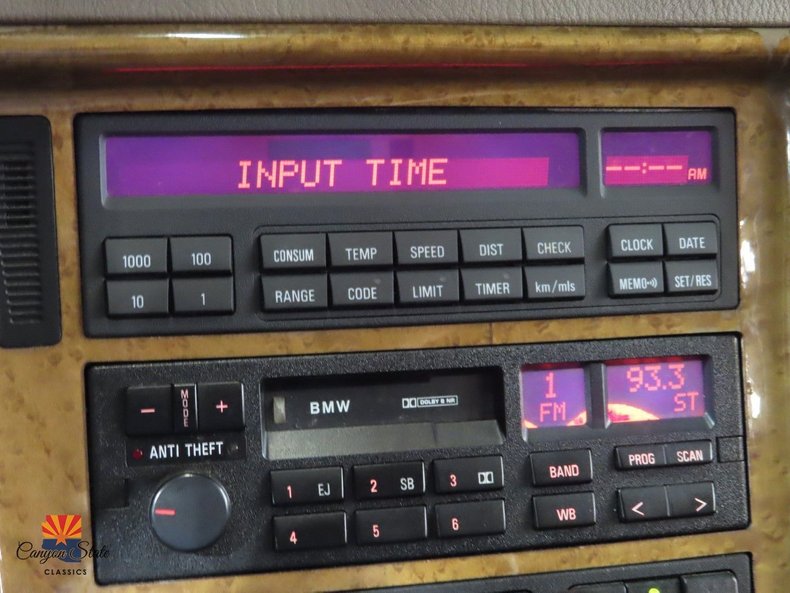 INPUT TIME --:-- AM
1000 100 CONSUM TEMP SPEED DIST CHECK CLOCK DATE
10 1 RANGE CODE LIMIT TIMER km/mls MEMO SET/RES
- MODE + BMW DOLBY B NR 1 FM 93.3 ST
ANTI THEFT
1 EJ 2 SB 3 BAND PROG SCAN
4 5 6 WB < >
Canyon State
CLASSICS